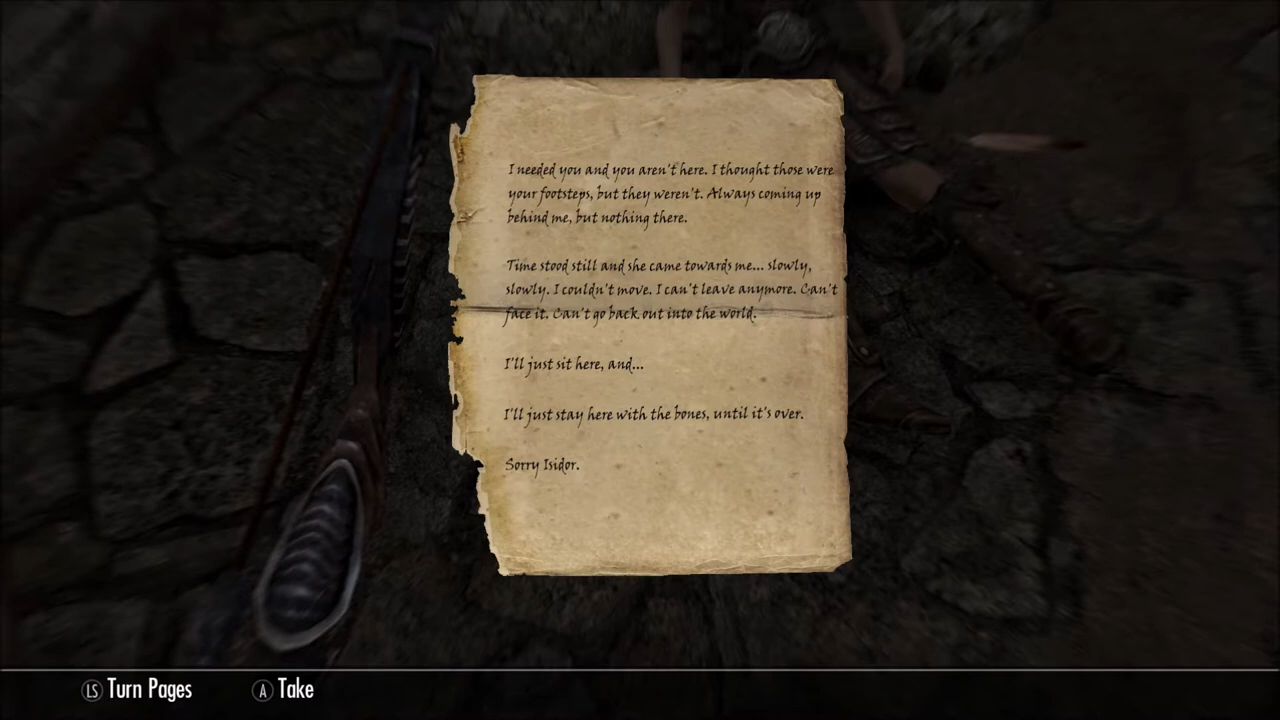 I needed you and you aren't here. I thought those were
your footsteps, but they weren't. Always coming up
behind me, but nothing there.
Time stood still and she came towards me... slowly,
slowly. I couldn't move. I can't leave anymore. Can't
face it. Can't go back out into the world.
I'll just sit here, and...
I'll just stay here with the bones, until it's over.
Sorry Isidor.
LS Turn Pages A Take